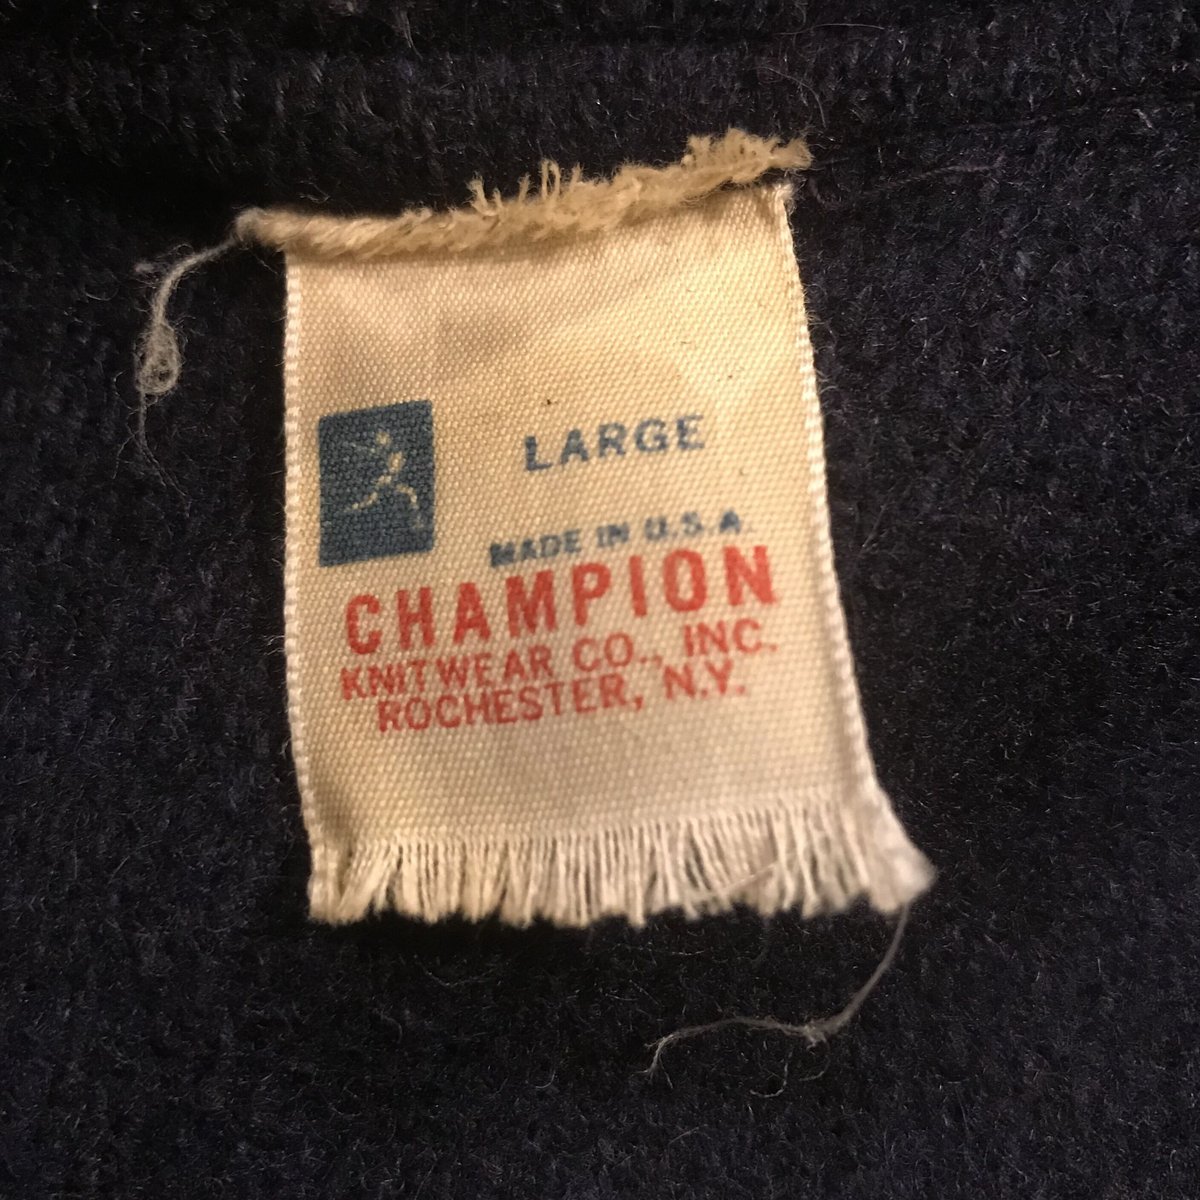 LARGE
MADE IN U.S.A.
CHAMPION
KNITWEAR CO., INC.
ROCHESTER, N.Y.